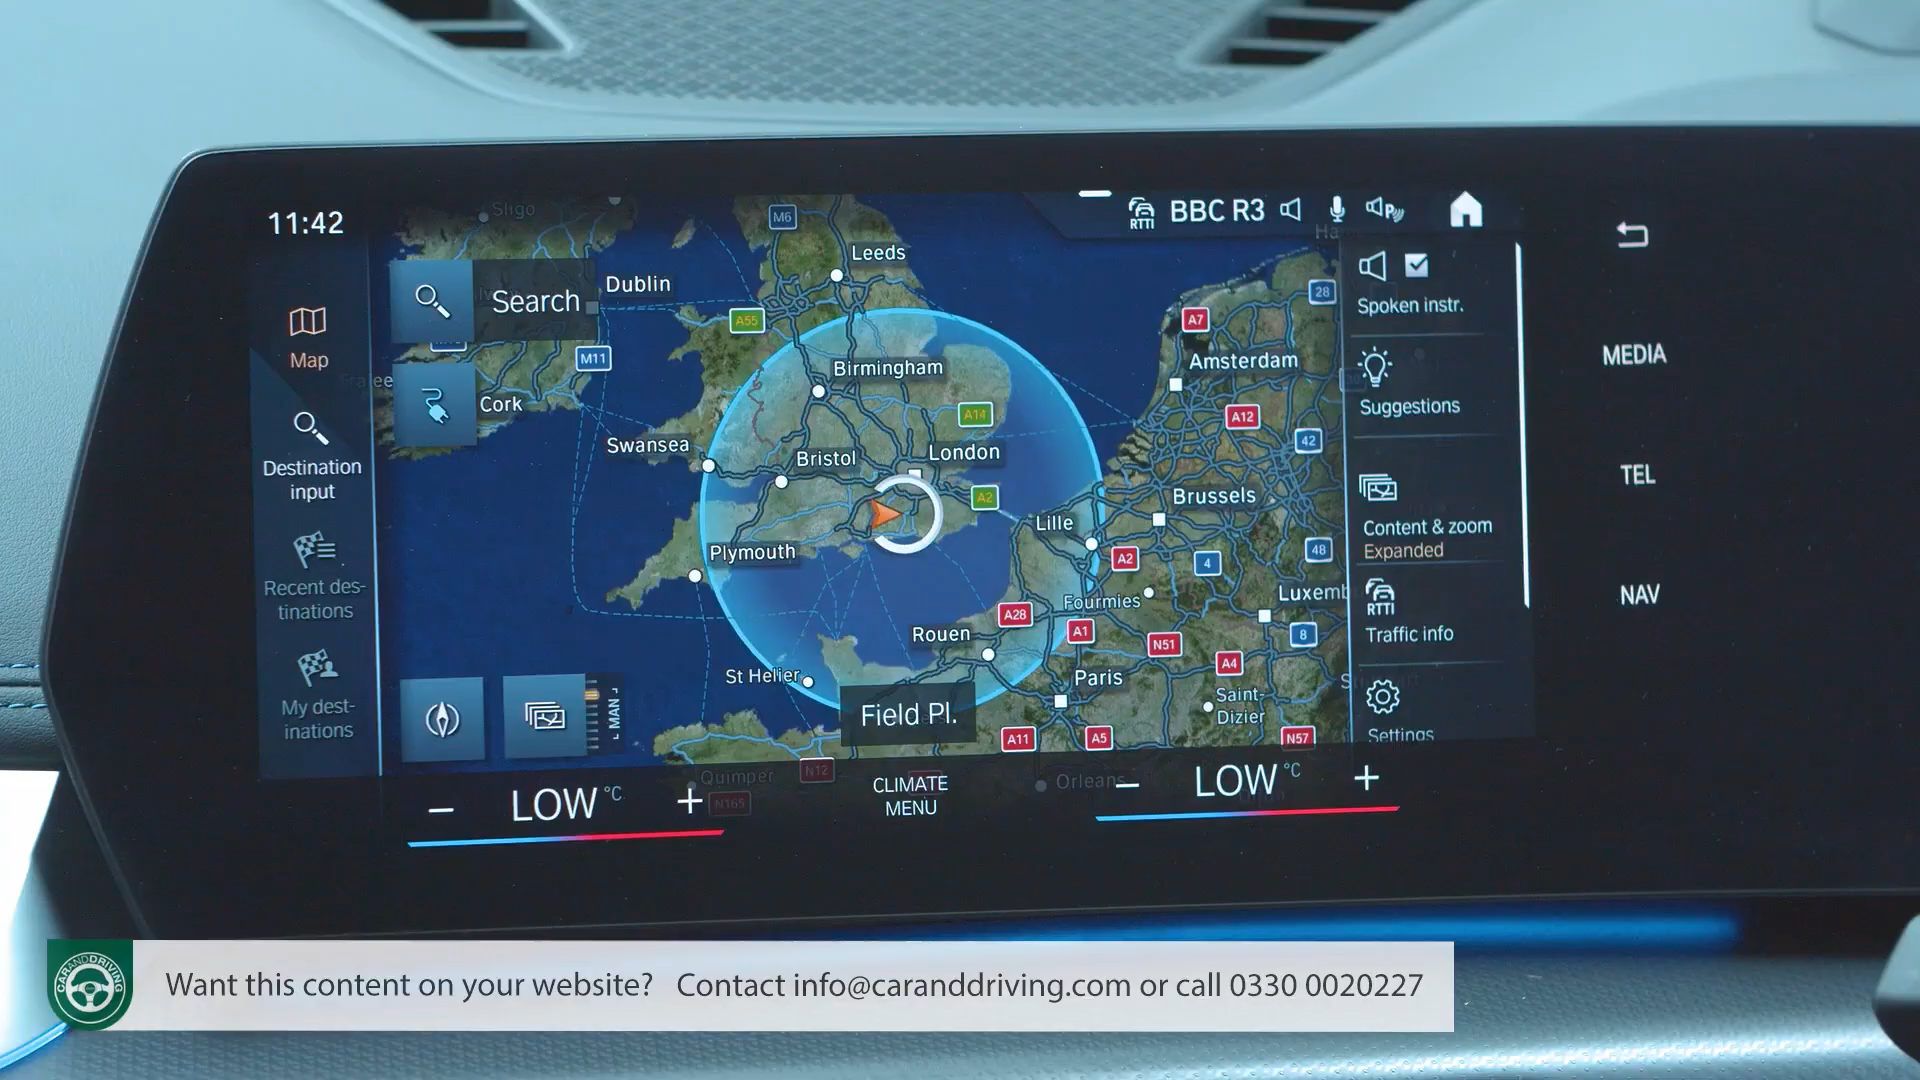 11:42
BBC R3
RTTI
Map
Destination
input
Recent des-
tinations
My dest-
inations
Search
Sligo
Dublin
Cork
M11
M6
Leeds
A55
Birmingham
A14
Swansea
Bristol
London
A2
Plymouth
St Helier
Field Pl.
Rouen
A28
Lille
A2
Fourmies
A1
N51
A4
Paris
Saint-
Dizier
A11
A5
N57
Amsterdam
A7
A12
28
42
Brussels
48
4
Luxemb
8
Quimper
N12
N165
Orleans
MAN
Spoken instr.
Suggestions
Content & zoom
Expanded
RTTI
Traffic info
Settings
MEDIA
TEL
NAV
− LOW °C +
CLIMATE
MENU
− LOW °C +
CARANDDRIVING
Want this content on your website? Contact info@caranddriving.com or call 0330 0020227